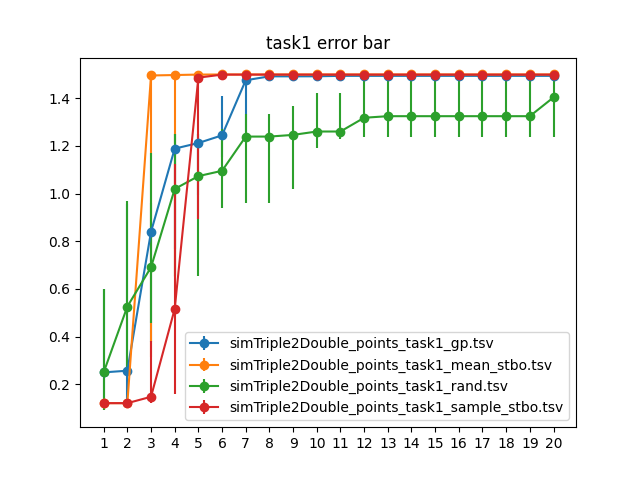 task1 error bar
1.4
1.2
1.0
0.8
0.6
0.4
0.2
simTriple2Double_points_task1_gp.tsv
simTriple2Double_points_task1_mean_stbo.tsv
simTriple2Double_points_task1_rand.tsv
simTriple2Double_points_task1_sample_stbo.tsv
1 2 3 4 5 6 7 8 9 10 11 12 13 14 15 16 17 18 19 20